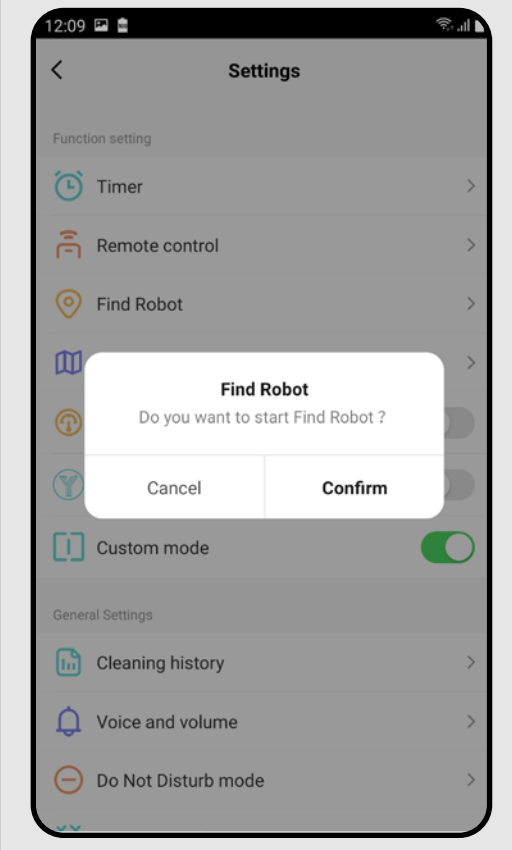 12:09
Settings
Function setting
Timer
Remote control
Find Robot
Find Robot
Do you want to start Find Robot ?
Cancel
Confirm
Custom mode
General Settings
Cleaning history
Voice and volume
Do Not Disturb mode